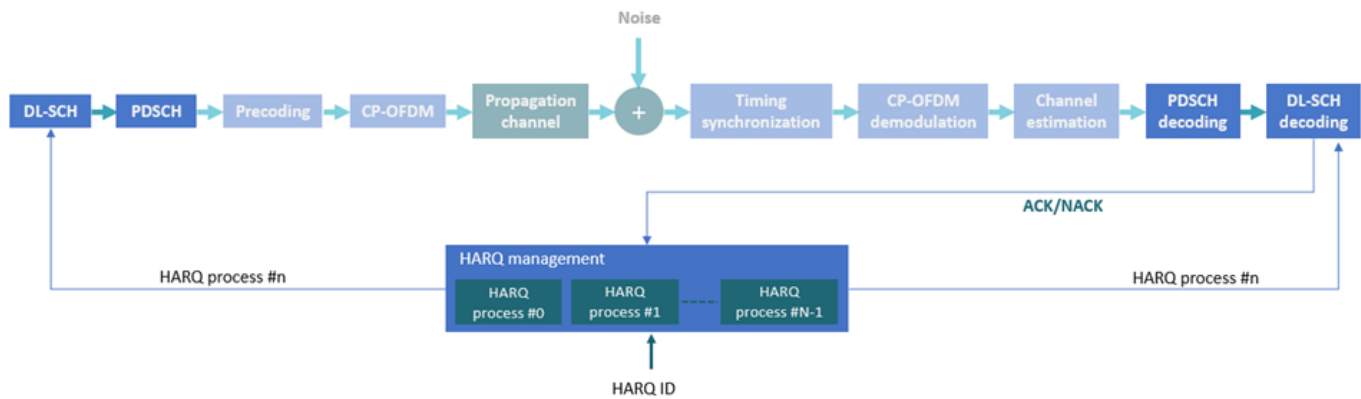 Noise
DL-SCH
PDSCH
Precoding
CP-OFDM
Propagation
channel
+
Timing
synchronization
CP-OFDM
demodulation
Channel
estimation
PDSCH
decoding
DL-SCH
decoding
ACK/NACK
HARQ process #n
HARQ management
HARQ
process #0
HARQ
process #1
HARQ
process #N-1
HARQ process #n
HARQ ID